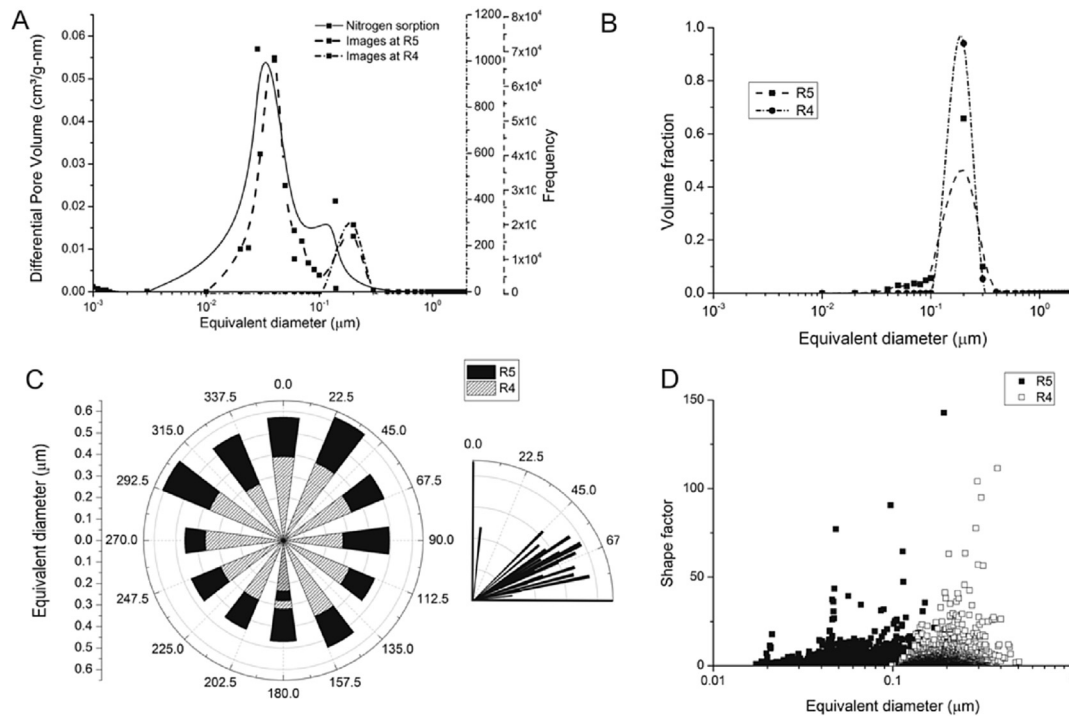 A
Nitrogen sorption
Images at R5
Images at R4
Differential Pore Volume (cm³/g-nm)
0.06
0.05
0.04
0.03
0.02
0.01
0.00
10⁻³
10⁻²
10⁻¹
10⁰
Equivalent diameter (μm)
1200
1000
800
600
400
200
0
8x10⁴
7x10⁴
6x10⁴
5x10
4x10
3x10
2x10⁴
1x10⁴
0
Frequency
B
R5
R4
Volume fraction
1.0
0.8
0.6
0.4
0.2
0.0
10⁻³
10⁻²
10⁻¹
10⁰
Equivalent diameter (μm)
C
R5
R4
Equivalent diameter (μm)
0.6
0.5
0.4
0.3
0.2
0.1
0.0
0.1
0.2
0.3
0.4
0.5
0.6
0.0
22.5
45.0
67.5
90.0
112.5
135.0
157.5
180.0
202.5
225.0
247.5
270.0
292.5
315.0
337.5
0.0
22.5
45.0
67
D
R5
R4
Shape factor
150
100
50
0
0.01
0.1
Equivalent diameter (μm)